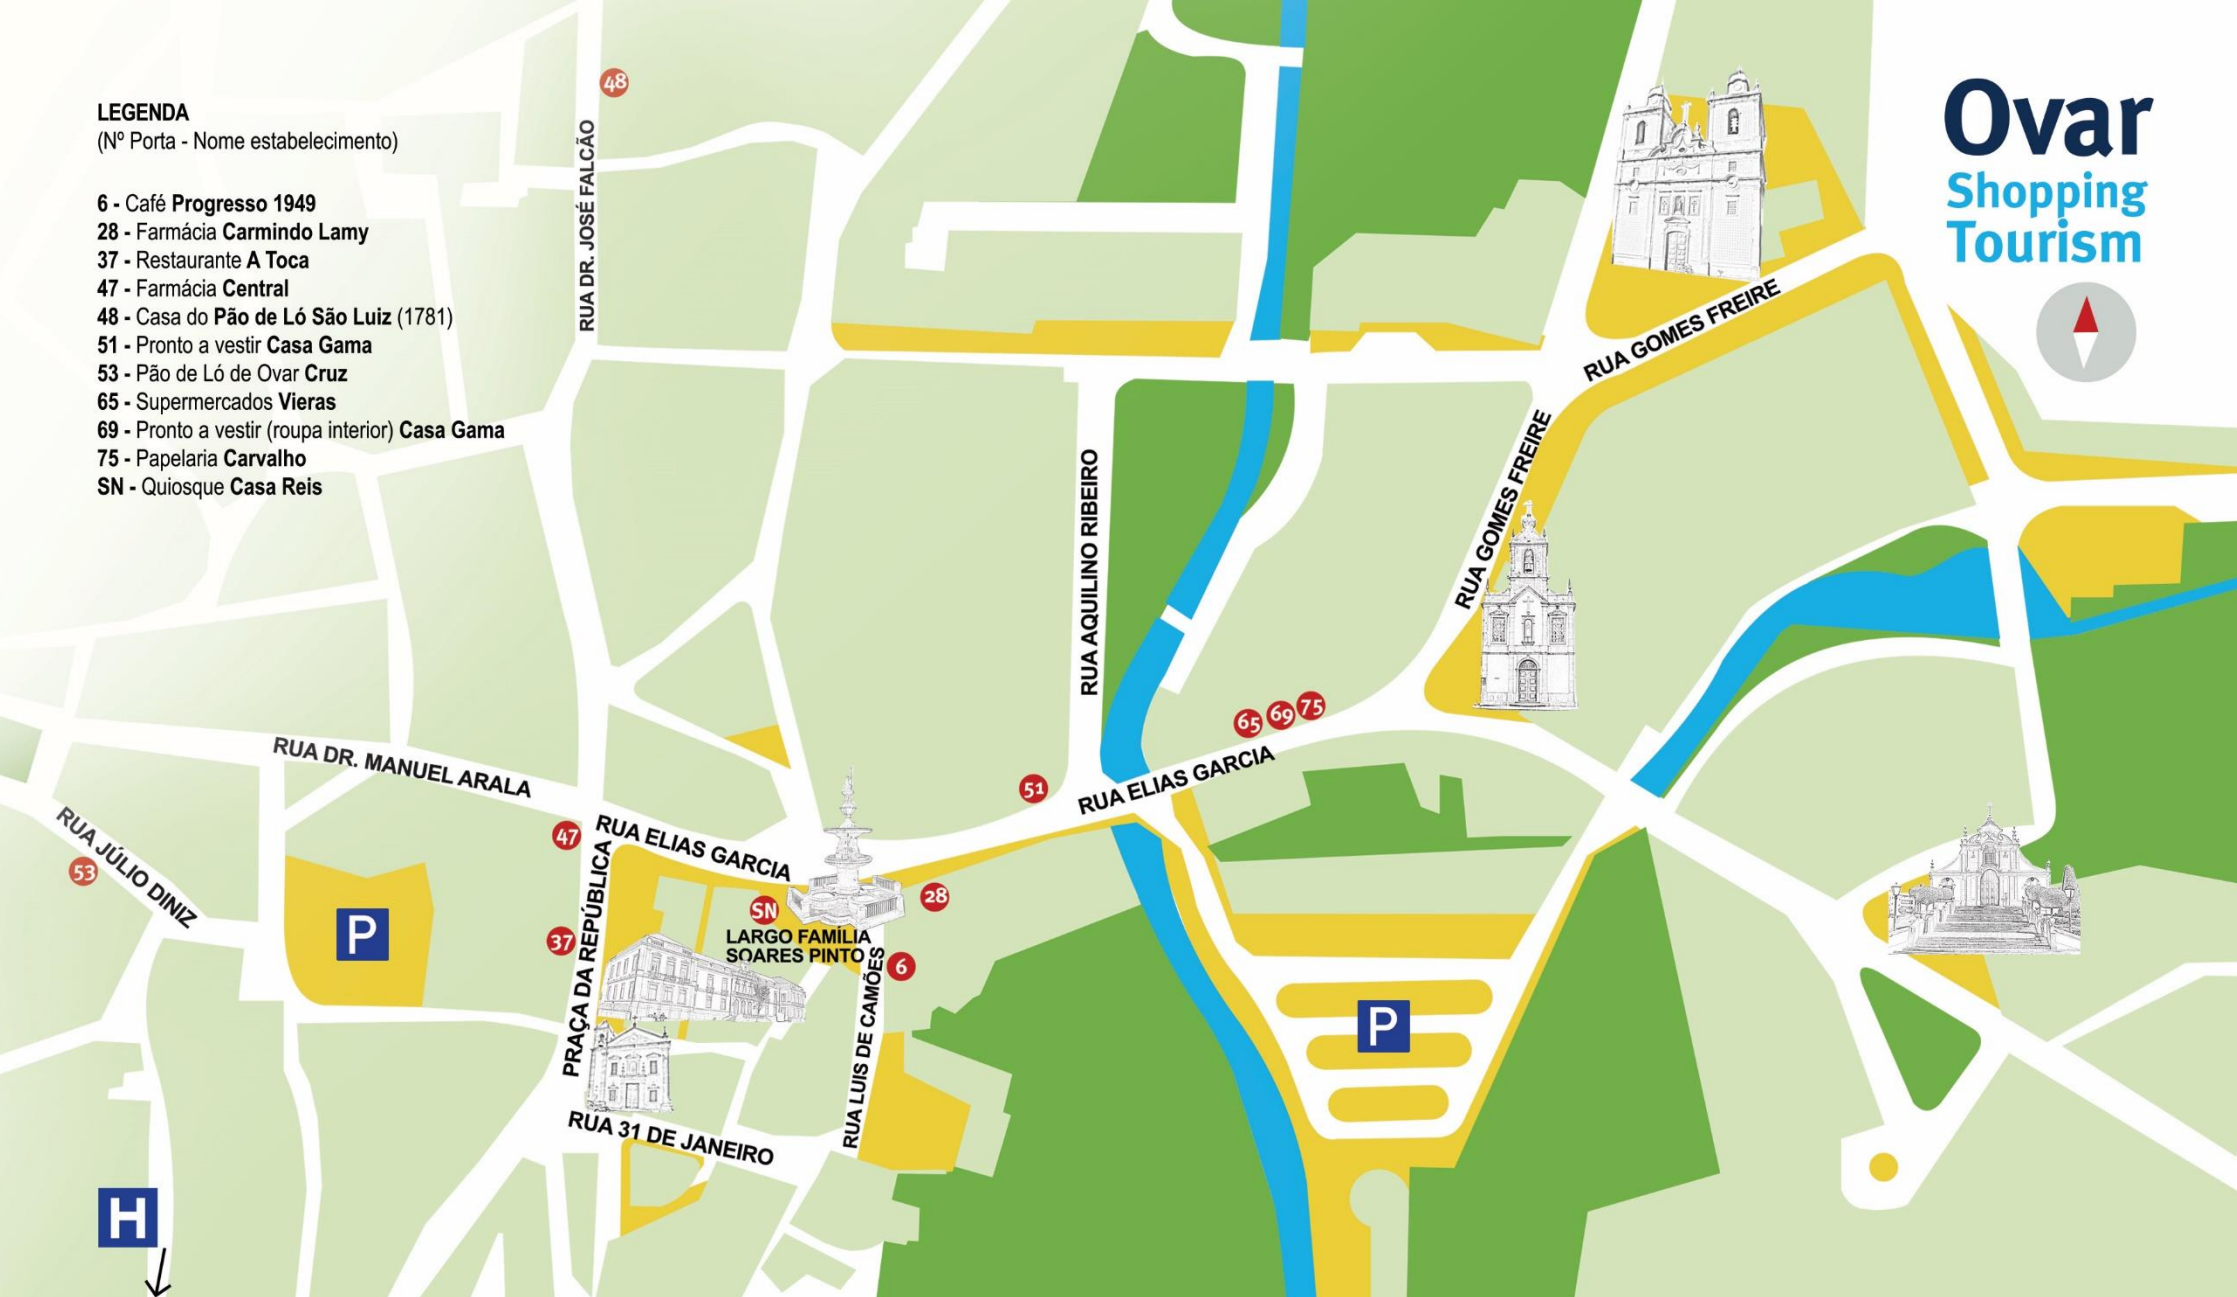 LEGENDA
(Nº Porta - Nome estabelecimento)
6 - Café Progresso 1949
28 - Farmácia Carmindo Lamy
37 - Restaurante A Toca
47 - Farmácia Central
48 - Casa do Pão de Ló São Luiz (1781)
51 - Pronto a vestir Casa Gama
53 - Pão de Ló de Ovar Cruz
65 - Supermercados Vieras
69 - Pronto a vestir (roupa interior) Casa Gama
75 - Papelaria Carvalho
SN - Quiosque Casa Reis
Ovar
Shopping
Tourism
48
RUA DR. JOSÉ FALCÃO
RUA GOMES FREIRE
RUA GOMES FREIRE
RUA AQUILINO RIBEIRO
65 69 75
RUA DR. MANUEL ARALA
51
RUA ELIAS GARCIA
47
RUA ELIAS GARCIA
RUA JÚLIO DINIZ
53
P
SN
28
37
PRAÇA DA REPÚBLICA
LARGO FAMÍLIA
SOARES PINTO
6
RUA LUIS DE CAMÕES
P
RUA 31 DE JANEIRO
H